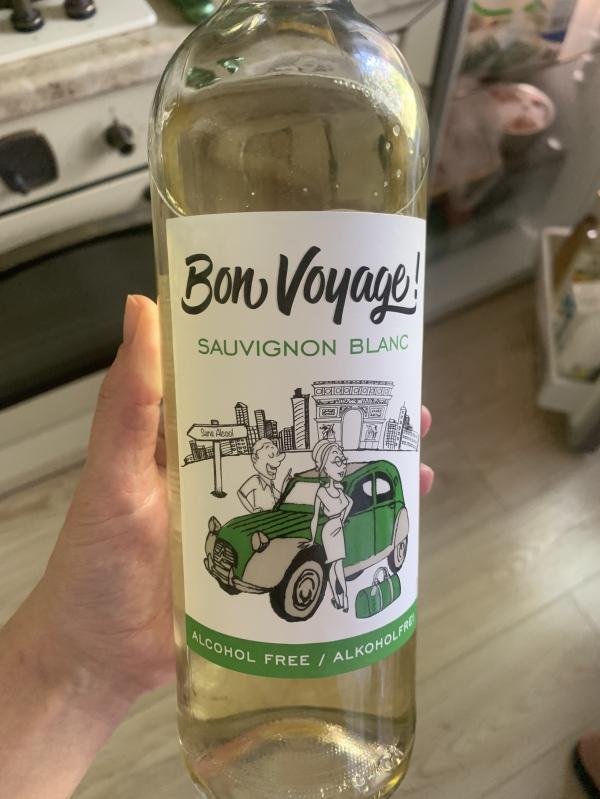 Bon Voyage!
SAUVIGNON BLANC
Sans Alcool
ALCOHOL FREE / ALKOHOLFREI